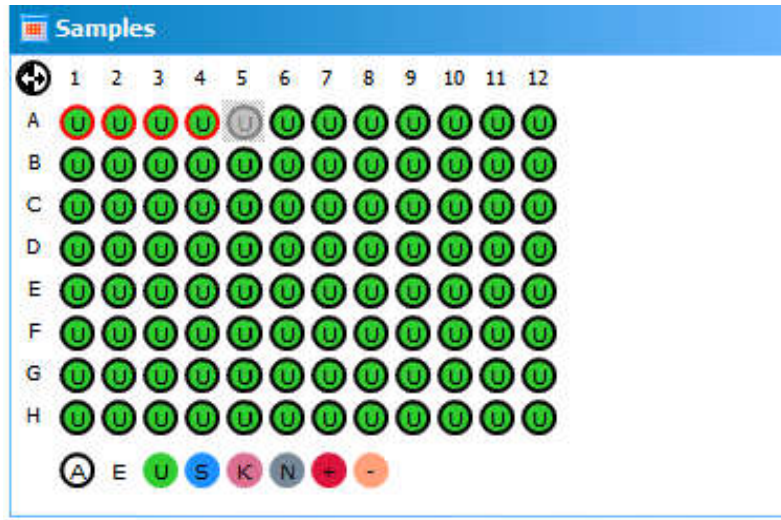 Samples
1 2 3 4 5 6 7 8 9 10 11 12
A U U U U U U U U U U U U
B U U U U U U U U U U U U
C U U U U U U U U U U U U
D U U U U U U U U U U U U
E U U U U U U U U U U U U
F U U U U U U U U U U U U
G U U U U U U U U U U U U
H U U U U U U U U U U U U
A E U S K N + -